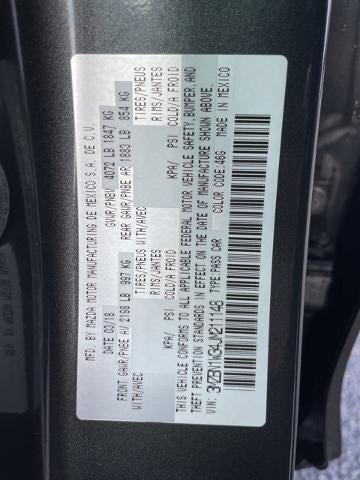 MFD. BY MAZDA MOTOR MANUFACTURING DE MEXICO S.A. DE C.V.
DATE 03/18 GVWR/PNBV 4072 LB 1847 KG
FRONT GAWR/PNBE AV 2198 LB 997 KG REAR GAWR/PNBE AR 1883 LB 854 KG
WITH/AVEC TIRES/PNEUS WITH/AVEC TIRES/PNEUS
RIMS/JANTES RIMS/JANTES
KPA/ PSI COLD/A FROID KPA/ PSI COLD/A FROID
THIS VEHICLE CONFORMS TO ALL APPLICABLE FEDERAL MOTOR VEHICLE SAFETY, BUMPER, AND
THEFT PREVENTION STANDARDS IN EFFECT ON THE DATE OF MANUFACTURE SHOWN ABOVE.
VIN: 3MZBN1W34JM211148 TYPE:PASS CAR COLOR CODE:46G MADE IN MEXICO